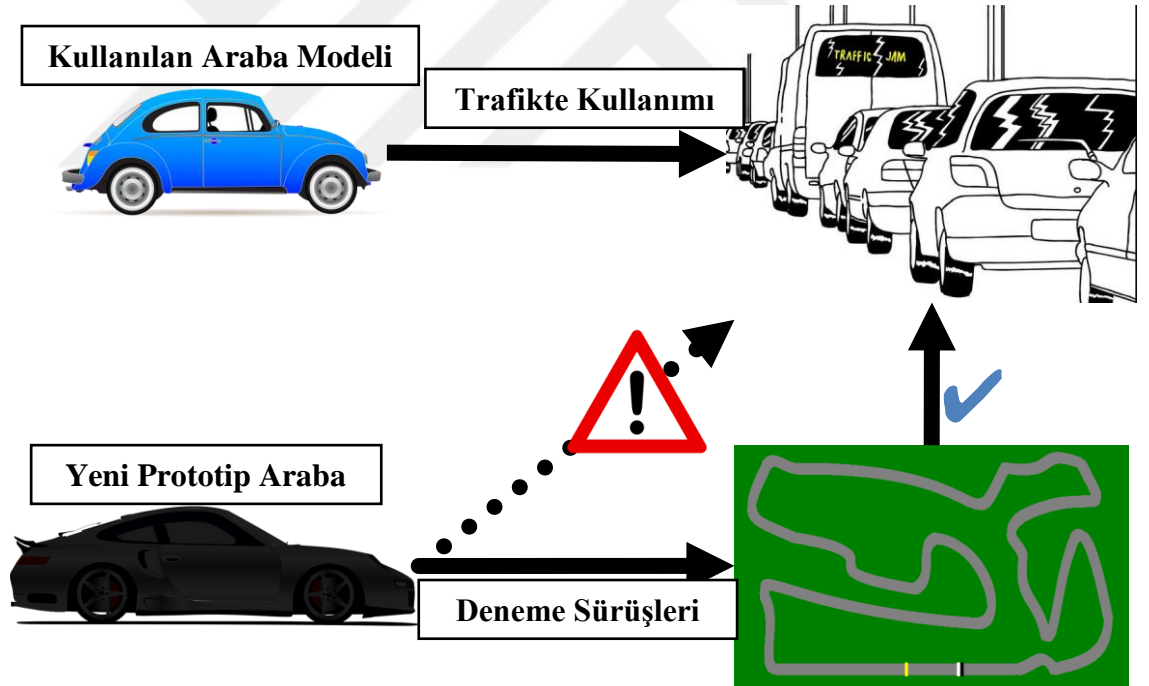 Kullanılan Araba Modeli
Trafikte Kullanımı
TRAFFIC JAM
Yeni Prototip Araba
Deneme Sürüşleri